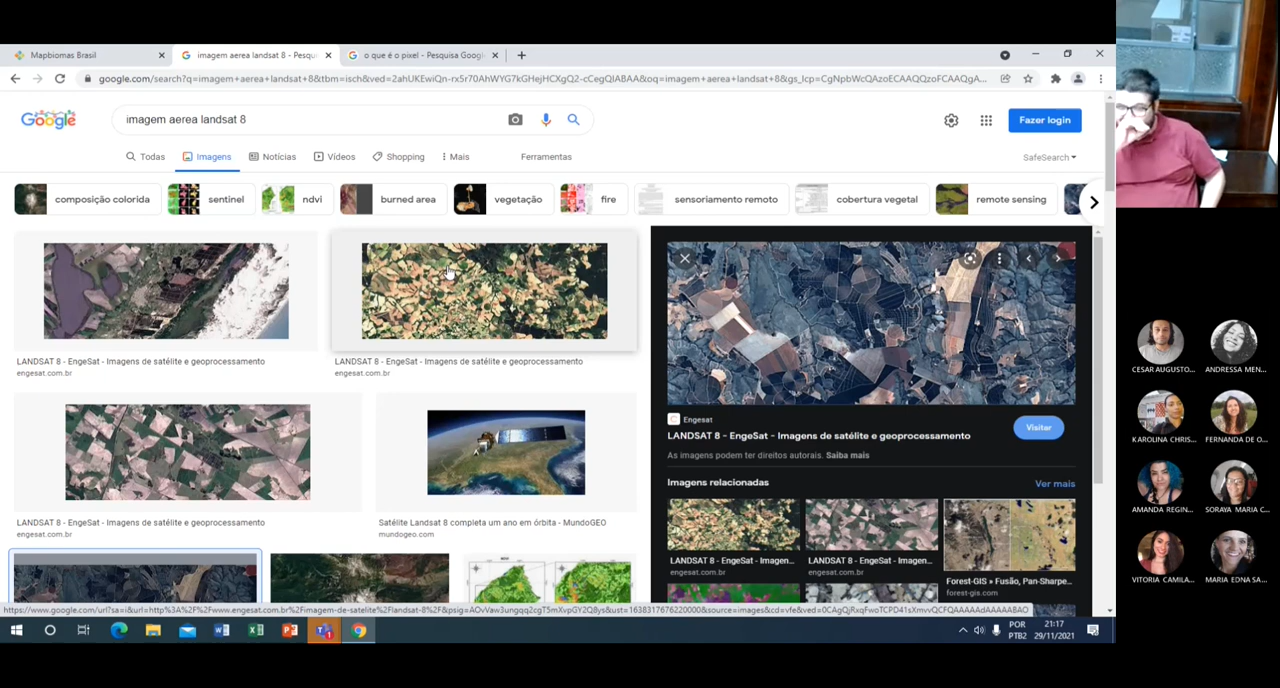 Mapbiomas Brasil
imagem aerea landsat 8 - Pesqu
o que é o pixel - Pesquisa Googl
google.com/search?q=imagem+aerea+landsat+8&tbm=isch&ved=2ahUKEwiQn-rx5r70AhWYG7kGHejHCXgQ2-cCegQIABAA&oq=imagem+aerea+landsat+8&gs_lcp=CgNpbWcQAzoECAAQQzoFCAAQgA...
Google
imagem aerea landsat 8
Fazer login
Todas
Imagens
Notícias
Vídeos
Shopping
Mais
Ferramentas
SafeSearch
composição colorida
sentinel
ndvi
burned area
vegetação
fire
sensoriamento remoto
cobertura vegetal
remote sensing
LANDSAT 8 - EngeSat - Imagens de satélite e geoprocessamento
engesat.com.br
LANDSAT 8 - EngeSat - Imagens de satélite e geoprocessamento
engesat.com.br
LANDSAT 8 - EngeSat - Imagens de satélite e geoprocessamento
engesat.com.br
Satélite Landsat 8 completa um ano em órbita - MundoGEO
mundogeo.com
Engesat
LANDSAT 8 - EngeSat - Imagens de satélite e geoprocessamento
Visitar
As imagens podem ter direitos autorais. Saiba mais
Imagens relacionadas
Ver mais
LANDSAT 8 - EngeSat - Imagen...
engesat.com.br
LANDSAT 8 - EngeSat - Imagen...
engesat.com.br
Forest-GIS » Fusão, Pan-Sharpe...
forest-gis.com
POR
PTB2
21:17
29/11/2021
CESAR AUGUSTO...
ANDRESSA MEN...
KAROLINA CHRIS...
FERNANDA DE O...
AMANDA REGIN...
SORAYA MARIA C...
VITORIA CAMILA...
MARIA EDNA SA...